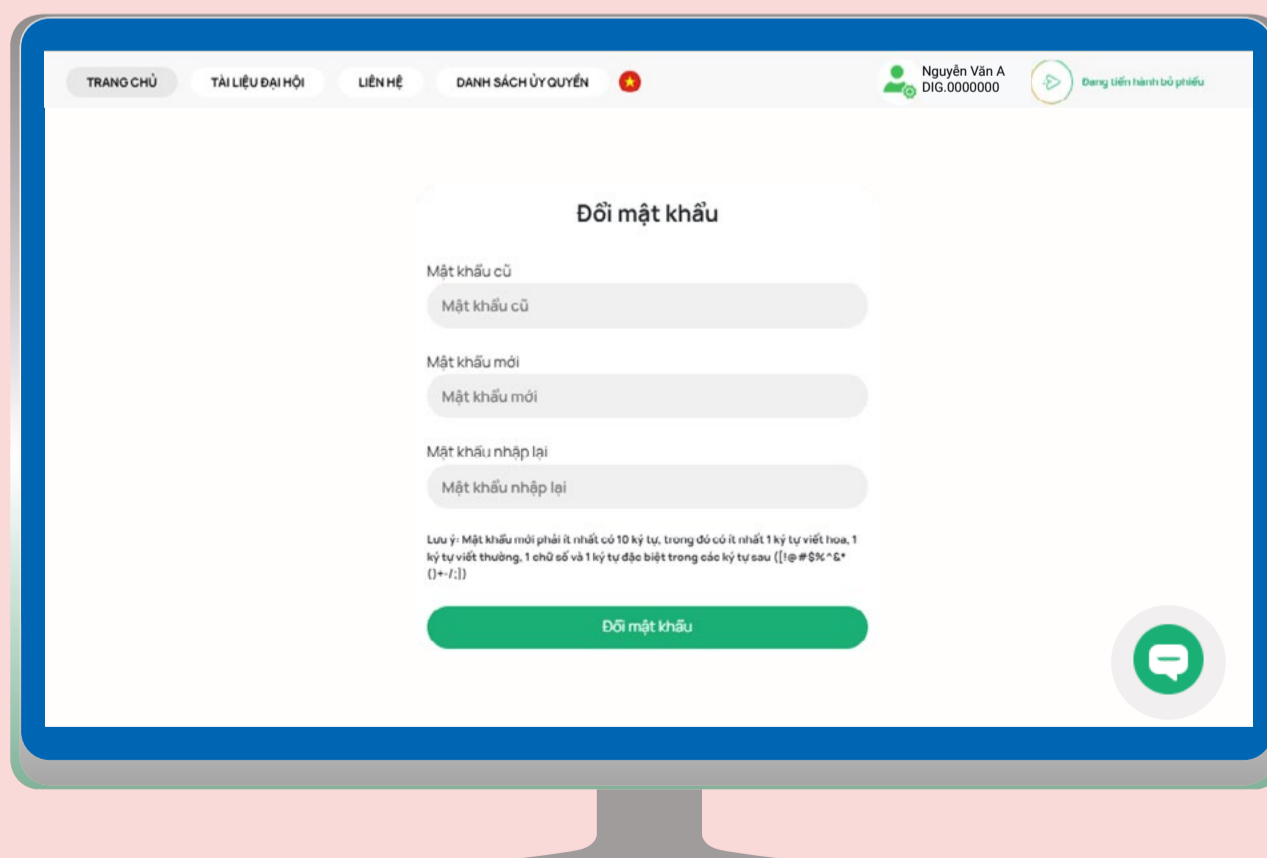 TRANG CHỦ
TÀI LIỆU ĐẠI HỘI
LIÊN HỆ
DANH SÁCH ỦY QUYỀN
Nguyễn Văn A
DIG.0000000
Đang tiến hành bỏ phiếu
Đổi mật khẩu
Mật khẩu cũ
Mật khẩu cũ
Mật khẩu mới
Mật khẩu mới
Mật khẩu nhập lại
Mật khẩu nhập lại
Lưu ý: Mật khẩu mới phải ít nhất có 10 ký tự, trong đó có ít nhất 1 ký tự viết hoa, 1
ký tự viết thường, 1 chữ số và 1 ký tự đặc biệt trong các ký tự sau ([!@#$%^&*
()+-/;])
Đổi mật khẩu